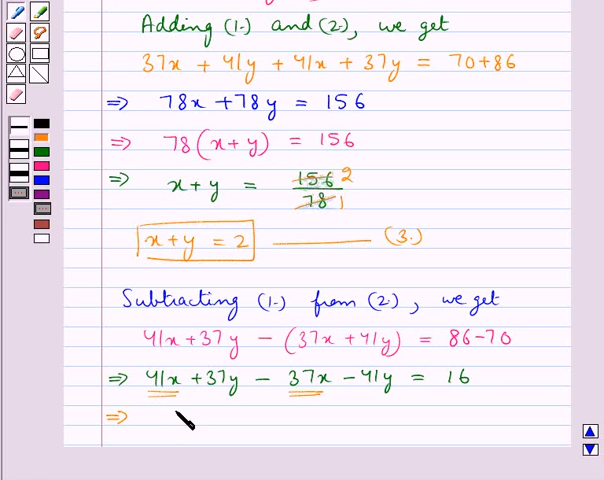 Adding (1.) and (2.), we get
37x + 41y + 41x + 37y = 70+86
⇒ 78x + 78y = 156
⇒ 78(x+y) = 156
⇒ x+y = 156/78 2/1
x+y = 2 ——— (3.)
Subtracting (1.) from (2.), we get
41x+37y - (37x+41y) = 86-70
⇒ 41x +37y - 37x -41y = 16
⇒